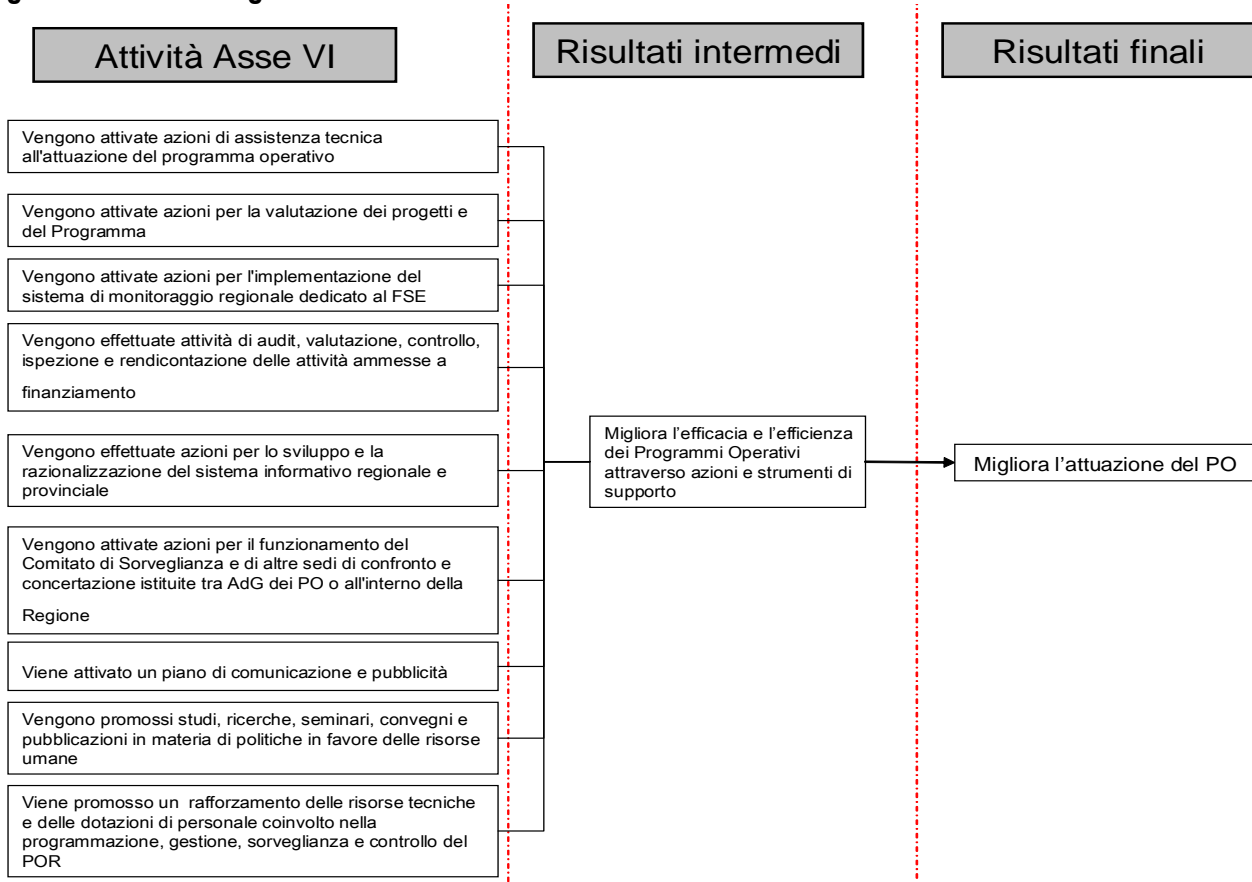 Attività Asse VI
Risultati intermedi
Risultati finali
Vengono attivate azioni di assistenza tecnica
all'attuazione del programma operativo
Vengono attivate azioni per la valutazione dei progetti e
del Programma
Vengono attivate azioni per l'implementazione del
sistema di monitoraggio regionale dedicato al FSE
Vengono effettuate attività di audit, valutazione, controllo,
ispezione e rendicontazione delle attività ammesse a
finanziamento
Vengono effettuate azioni per lo sviluppo e la
razionalizzazione del sistema informativo regionale e
provinciale
Vengono attivate azioni per il funzionamento del
Comitato di Sorveglianza e di altre sedi di confronto e
concertazione istituite tra AdG dei PO o all'interno della
Regione
Viene attivato un piano di comunicazione e pubblicità
Vengono promossi studi, ricerche, seminari, convegni e
pubblicazioni in materia di politiche in favore delle risorse
umane
Viene promosso un rafforzamento delle risorse tecniche
e delle dotazioni di personale coinvolto nella
programmazione, gestione, sorveglianza e controllo del
POR
Migliora l’efficacia e l’efficienza
dei Programmi Operativi
attraverso azioni e strumenti di
supporto
Migliora l’attuazione del PO